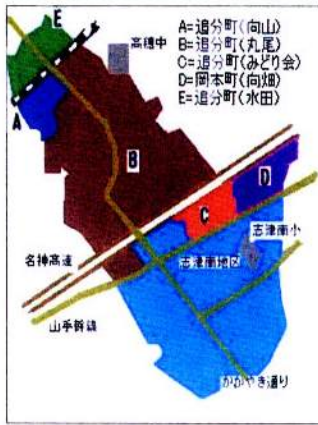 E
高穂中
A=追分町(向山)
B=追分町(丸尾)
C=追分町(みどり会)
D=岡本町(向畑)
E=追分町(水田)
A
B
D
C
名神高速
志津南小
志津南地区
山手幹線
かがやき通り